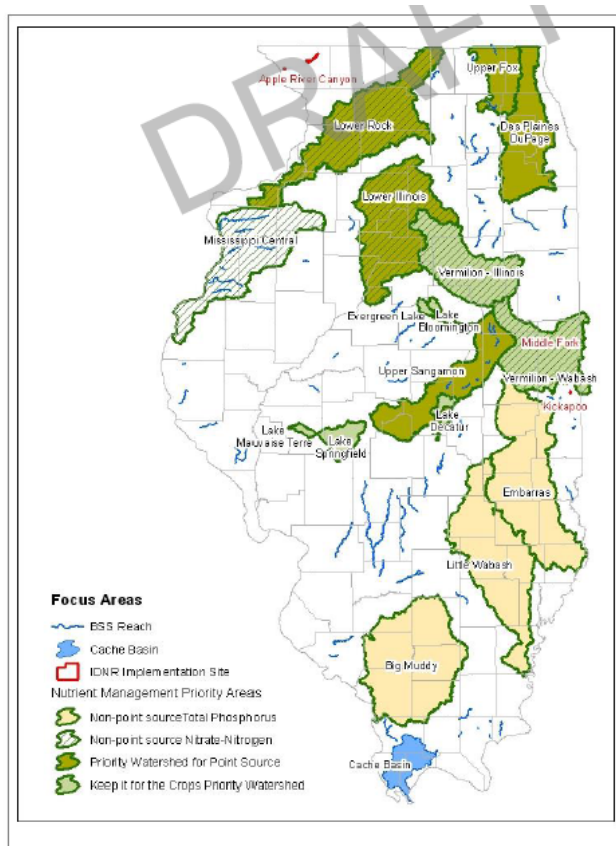 DRAFT
Apple River Canyon
Upper Fox
Lower Rock
Des Plaines
DuPage
Lower Illinois
Mississippi Central
Vermilion - Illinois
Evergreen Lake
Lake
Bloomington
Middle Fork
Upper Sangamon
Vermilion - Wabash
Kickapoo
Lake
Decatur
Lake
Mauvaise Terre
Lake
Springfield
Embarras
Little Wabash
Big Muddy
Cache Basin
Focus Areas
BSS Reach
Cache Basin
IDNR Implementation Site
Nutrient Management Priority Areas
Non-point sourceTotal Phosphorus
Non-point source Nitrate-Nitrogen
Priority Watershed for Point Source
Keep it for the Crops Priority Watershed